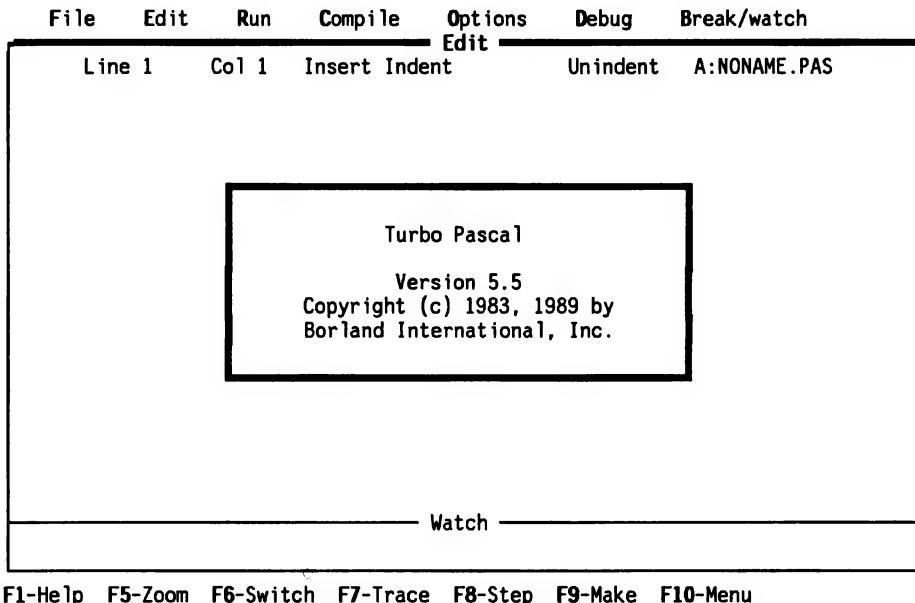 File Edit Run Compile Options Debug Break/watch
Edit
Line 1 Col 1 Insert Indent Unindent A:NONAME.PAS
Turbo Pascal
Version 5.5
Copyright (c) 1983, 1989 by
Borland International, Inc.
Watch
F1-Help F5-Zoom F6-Switch F7-Trace F8-Step F9-Make F10-Menu